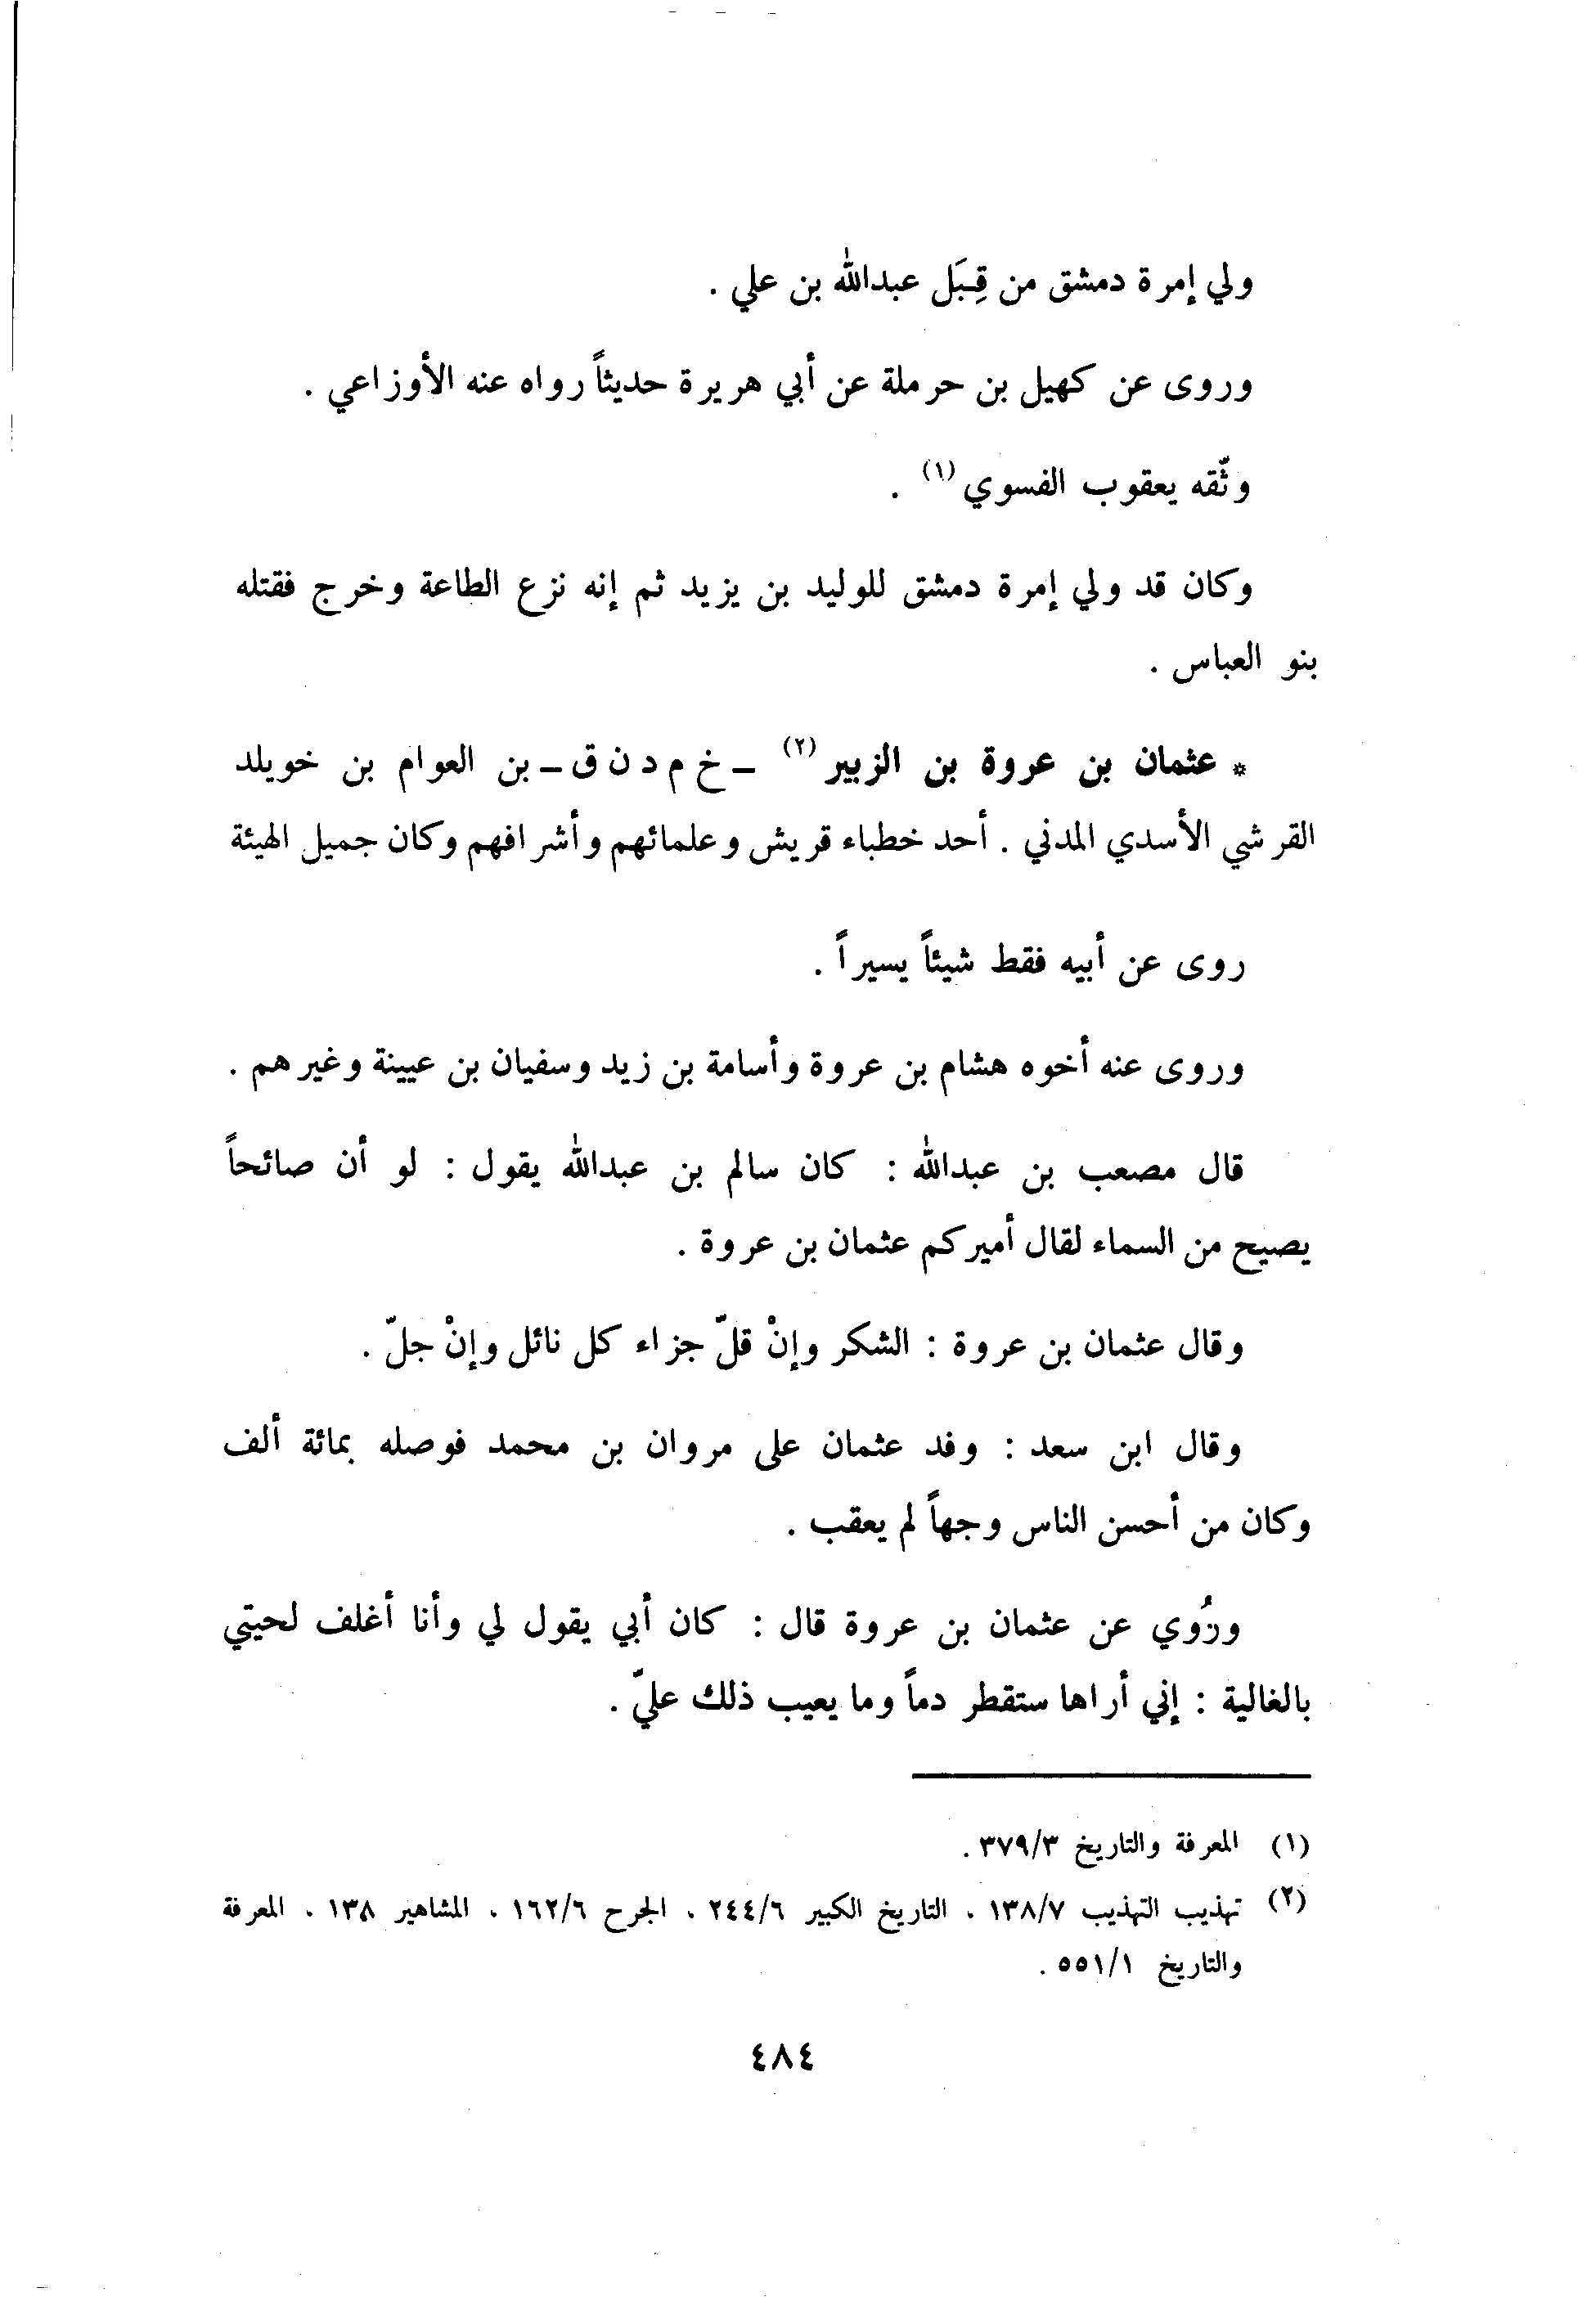 ولي إمرة دمشق من قِبَل عبدالله بن علي .
وروى عن كهيل بن حرملة عن أبي هريرة حديثاً رواه عنه الأوزاعي .
وثّقه يعقوب الفسوي (١) .
وكان قد ولي إمرة دمشق للوليد بن يزيد ثم إنه نزع الطاعة وخرج فقتله
بنو العباس .
* عثمان بن عروة بن الزبير (٢) ـ خ م د ن ق ـ بن العوام بن خويلد
القرشي الأسدي المدني . أحد خطباء قريش وعلمائهم وأشرافهم وكان جميل الهيئة
روى عن أبيه فقط شيئاً يسيراً .
وروى عنه أخوه هشام بن عروة وأسامة بن زيد وسفيان بن عيينة وغيرهم .
قال مصعب بن عبدالله : كان سالم بن عبدالله يقول : لو أن صائحاً
يصيح من السماء لقال أميركم عثمان بن عروة .
وقال عثمان بن عروة : الشكر وإنْ قلّ جزاء كل نائل وإنْ جلّ .
وقال ابن سعد : وفد عثمان على مروان بن محمد فوصله بمائة ألف
وكان من أحسن الناس وجهاً لم يعقب .
ورُوي عن عثمان بن عروة قال : كان أبي يقول لي وأنا أغلف لحيتي
بالغالية : إني أراها ستقطر دماً وما يعيب ذلك عليّ .
(١) المعرفة والتاريخ ٣٧٩/٣ .
(٢) تهذيب التهذيب ١٣٨/٧ . التاريخ الكبير ٢٤٤/٦ . الجرح ١٦٢/٦ . المشاهير ١٣٨ . المعرفة
والتاريخ ٥٥١/١ .
٤٨٤